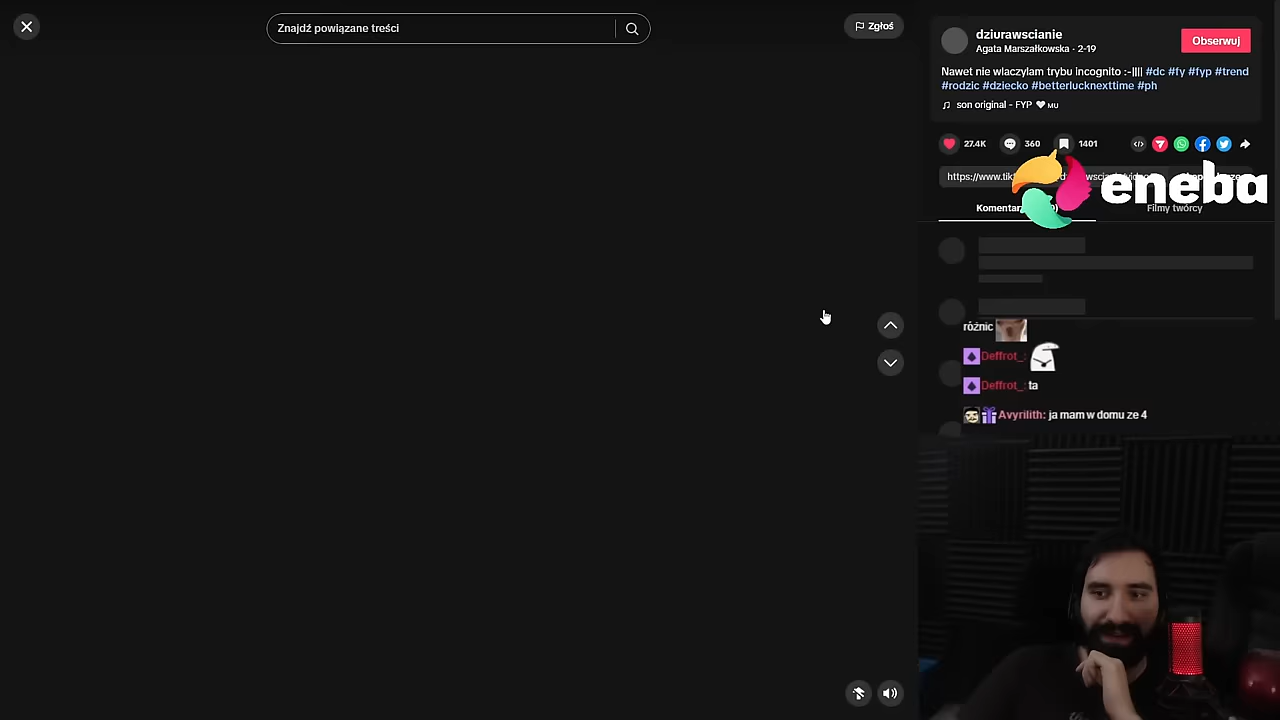 Znajdź powiązane treści
Zgłoś
dziurawscianie
Agata Marszałkowska · 2-19
Obserwuj
Nawet nie wlaczylam trybu incognito :-|||| #dc #fy #fyp #trend
#rodzic #dziecko #betterlucknexttime #ph
son original - FYP ❤ MU
27.4K
360
1401
https://www.tik
eneba
Filmy twórcy
różnic
Deffrot_:
Deffrot_: ta
Avyrilith: ja mam w domu ze 4